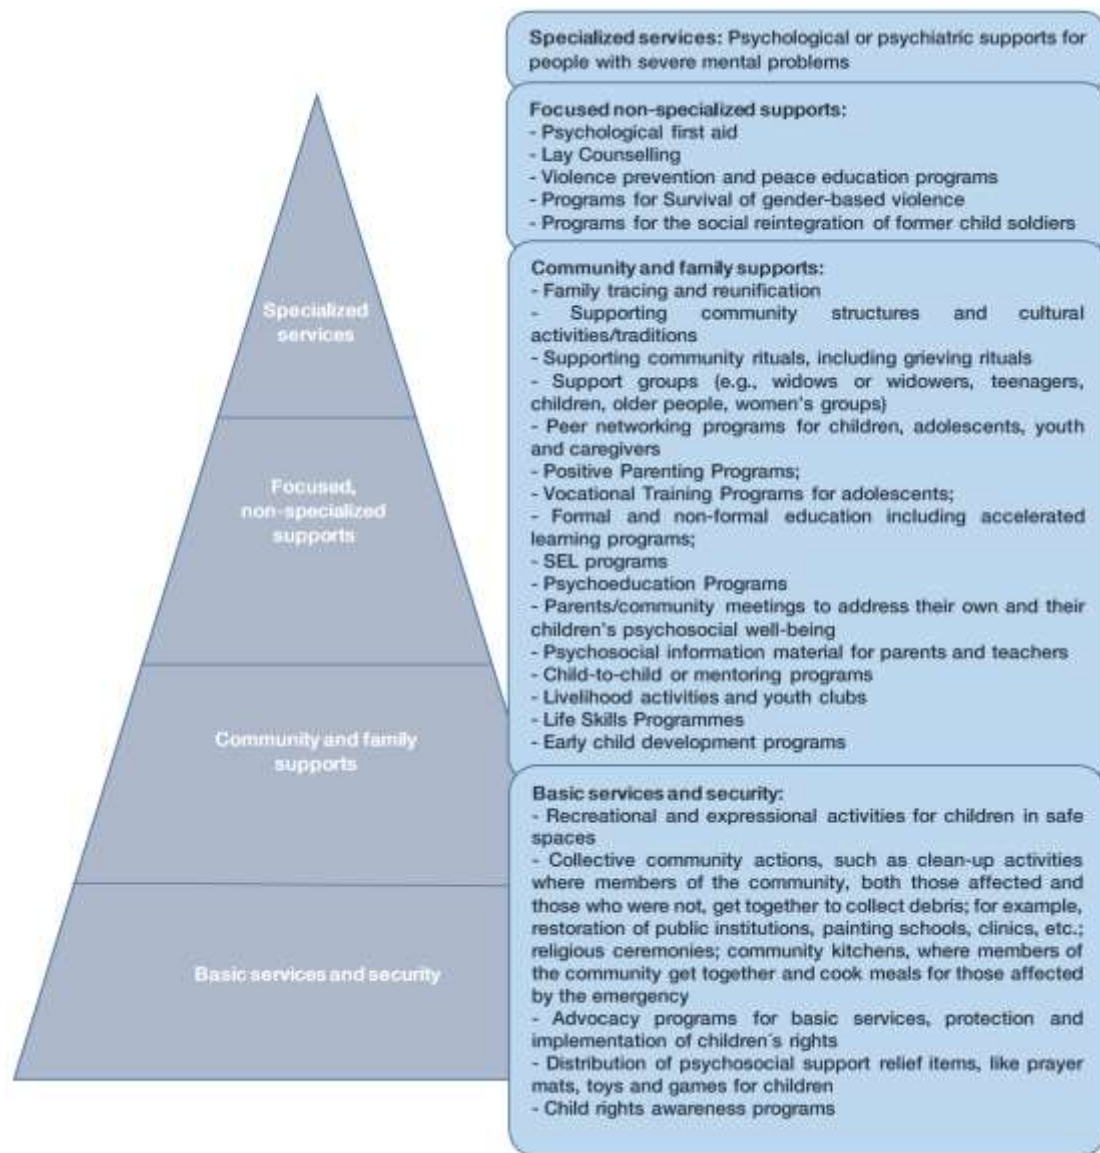 Specialized services: Psychological or psychiatric supports for
people with severe mental problems
Focused non-specialized supports:
- Psychological first aid
- Lay Counselling
- Violence prevention and peace education programs
- Programs for Survival of gender-based violence
- Programs for the social reintegration of former child soldiers
Community and family supports:
- Family tracing and reunification
- Supporting community structures and cultural
activities/traditions
- Supporting community rituals, including grieving rituals
- Support groups (e.g., widows or widowers, teenagers,
children, older people, women's groups)
- Peer networking programs for children, adolescents, youth
and caregivers
- Positive Parenting Programs;
- Vocational Training Programs for adolescents;
- Formal and non-formal education including accelerated
learning programs;
- SEL programs
- Psychoeducation Programs
- Parents/community meetings to address their own and their
children's psychosocial well-being
- Psychosocial information material for parents and teachers
- Child-to-child or mentoring programs
- Livelihood activities and youth clubs
- Life Skills Programmes
- Early child development programs
Basic services and security:
- Recreational and expressional activities for children in safe
spaces
- Collective community actions, such as clean-up activities
where members of the community, both those affected and
those who were not, get together to collect debris; for example,
restoration of public institutions, painting schools, clinics, etc.;
religious ceremonies; community kitchens, where members
of the community get together and cook meals for those affected
by the emergency
- Advocacy programs for basic services, protection and
implementation of children´s rights
- Distribution of psychosocial support relief items, like prayer
mats, toys and games for children
- Child rights awareness programs
Specialized
services
Focused,
non-specialized
supports
Community and family
supports
Basic services and security